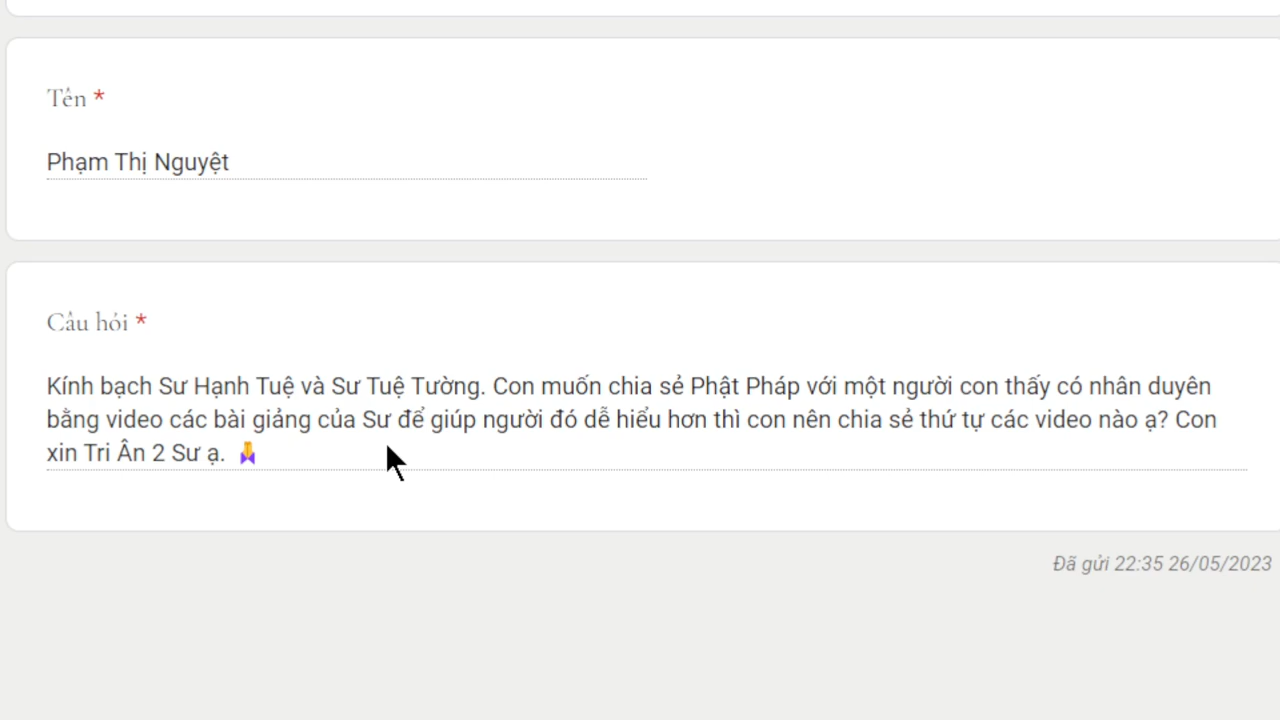 Tên *
Phạm Thị Nguyệt
Câu hỏi *
Kính bạch Sư Hạnh Tuệ và Sư Tuệ Tường. Con muốn chia sẻ Phật Pháp với một người con thấy có nhân duyên
bằng video các bài giảng của Sư để giúp người đó dễ hiểu hơn thì con nên chia sẻ thứ tự các video nào ạ? Con
xin Tri Ân 2 Sư ạ. 🙏
Đã gửi 22:35 26/05/2023